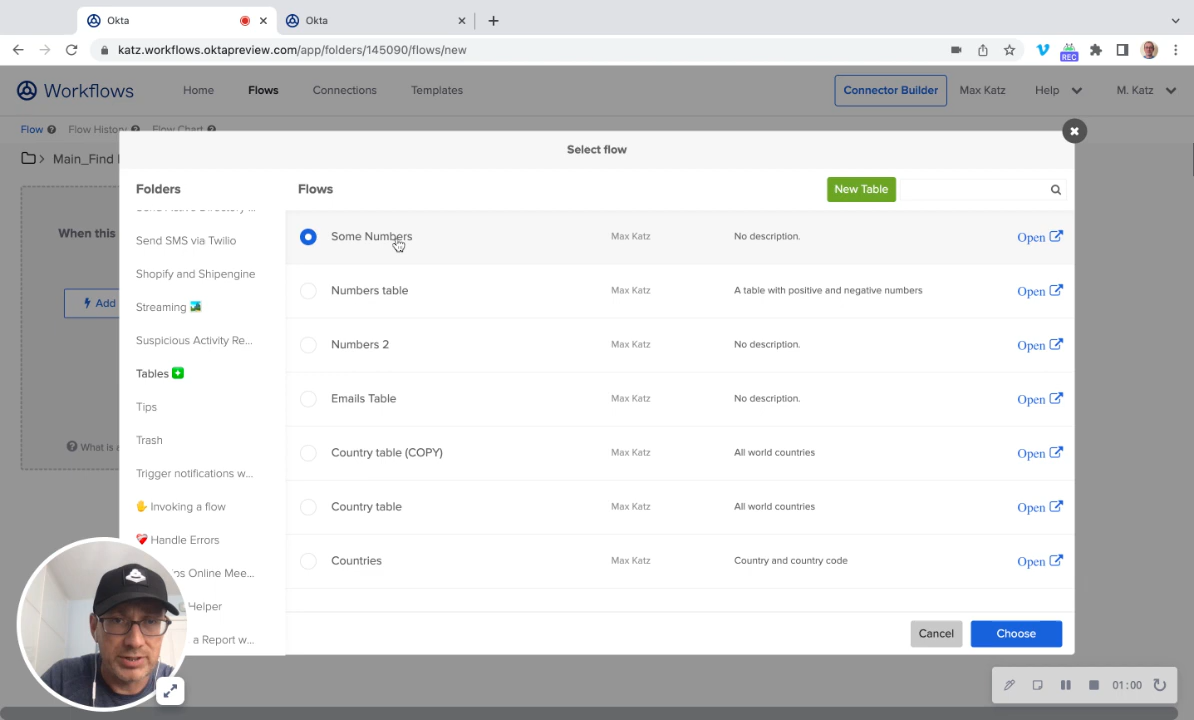 Okta
Okta
katz.workflows.oktapreview.com/app/folders/145090/flows/new
REC
Workflows
Home
Flows
Connections
Templates
Connector Builder
Max Katz
Help
M. Katz
Flow
Flow History
Flow Chart
Main_Find
Select flow
When this
Add
What is a
Folders
Send SMS via Twilio
Shopify and Shipengine
Streaming
Suspicious Activity Re...
Tables
Tips
Trash
Trigger notifications w...
Invoking a flow
Handle Errors
ps Online Mee...
Helper
a Report w...
Flows
New Table
Some Numbers Max Katz No description. Open
Numbers table Max Katz A table with positive and negative numbers Open
Numbers 2 Max Katz No description. Open
Emails Table Max Katz No description. Open
Country table (COPY) Max Katz All world countries Open
Country table Max Katz All world countries Open
Countries Max Katz Country and country code Open
Cancel
Choose
01:00